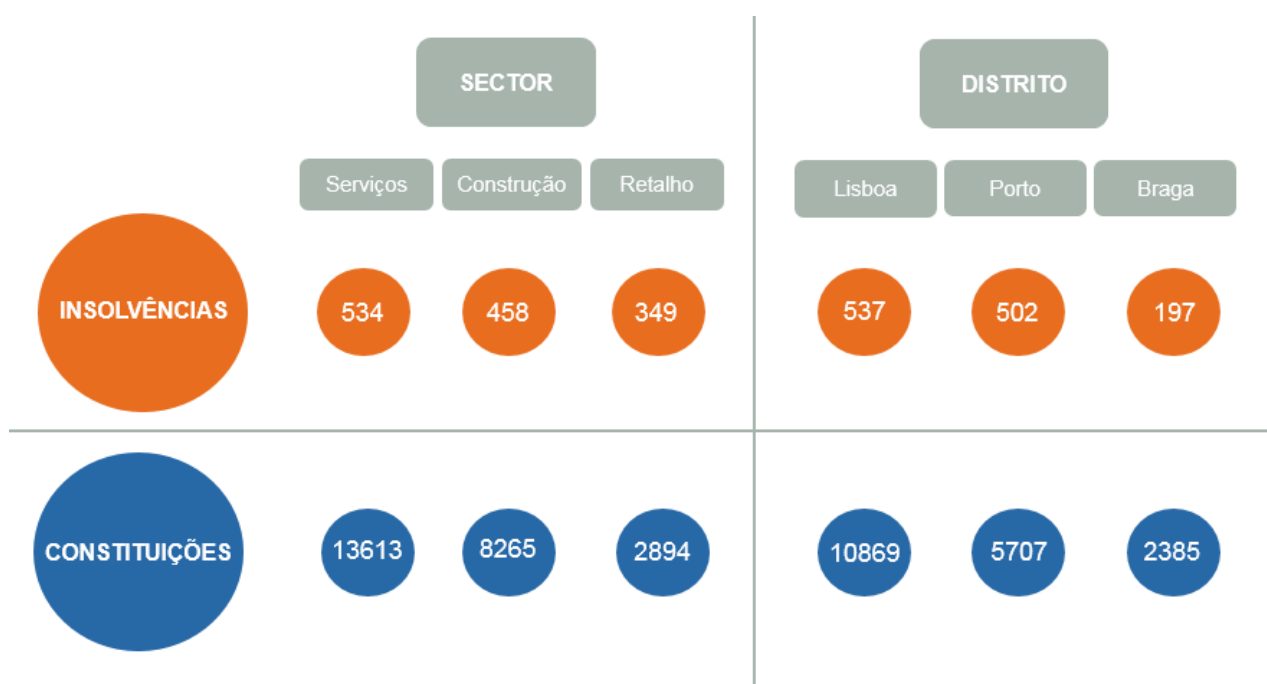 SECTOR
DISTRITO
Serviços
Construção
Retalho
Lisboa
Porto
Braga
INSOLVÊNCIAS
534
458
349
537
502
197
CONSTITUIÇÕES
13613
8265
2894
10869
5707
2385